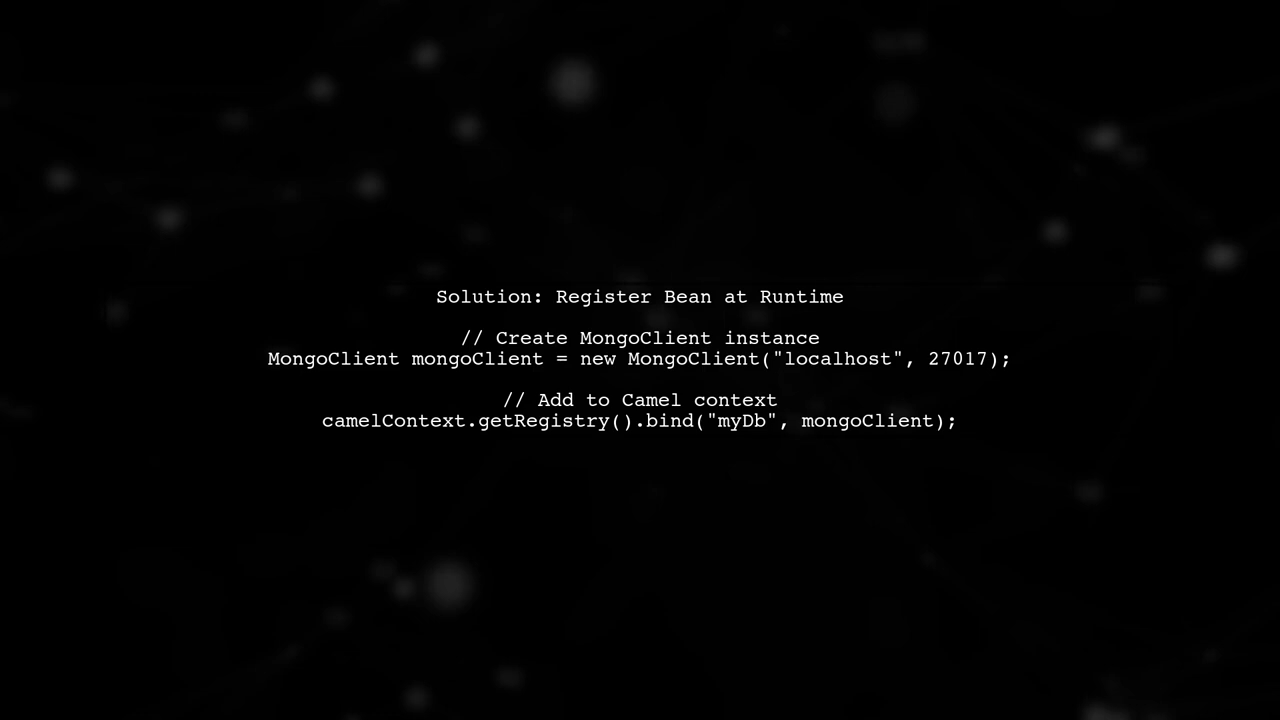 Solution: Register Bean at Runtime
// Create MongoClient instance
MongoClient mongoClient = new MongoClient("localhost", 27017);
// Add to Camel context
camelContext.getRegistry().bind("myDb", mongoClient);